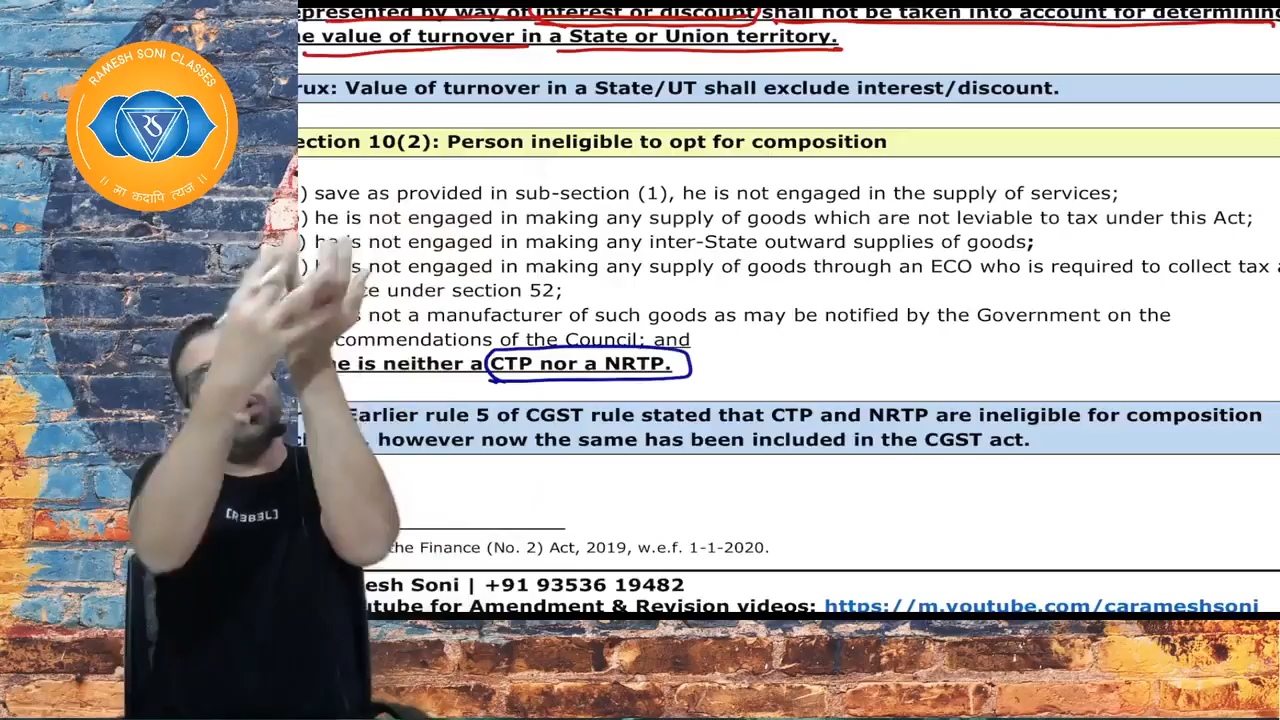 RAMESH SONI CLASSES
।। मा कदापि त्यज ।।
[REBEL]
epresented by way of interest or discount shall not be taken into account for determining
he value of turnover in a State or Union territory.
rux: Value of turnover in a State/UT shall exclude interest/discount.
ection 10(2): Person ineligible to opt for composition
) save as provided in sub-section (1), he is not engaged in the supply of services;
) he is not engaged in making any supply of goods which are not leviable to tax under this Act;
) he is not engaged in making any inter-State outward supplies of goods;
) h is not engaged in making any supply of goods through an ECO who is required to collect tax a
ce under section 52;
s not a manufacturer of such goods as may be notified by the Government on the
commendations of the Council; and
he is neither a CTP nor a NRTP.
Earlier rule 5 of CGST rule stated that CTP and NRTP are ineligible for composition
, however now the same has been included in the CGST act.
the Finance (No. 2) Act, 2019, w.e.f. 1-1-2020.
esh Soni | +91 93536 19482
utube for Amendment & Revision videos: https://m.youtube.com/carameshsoni